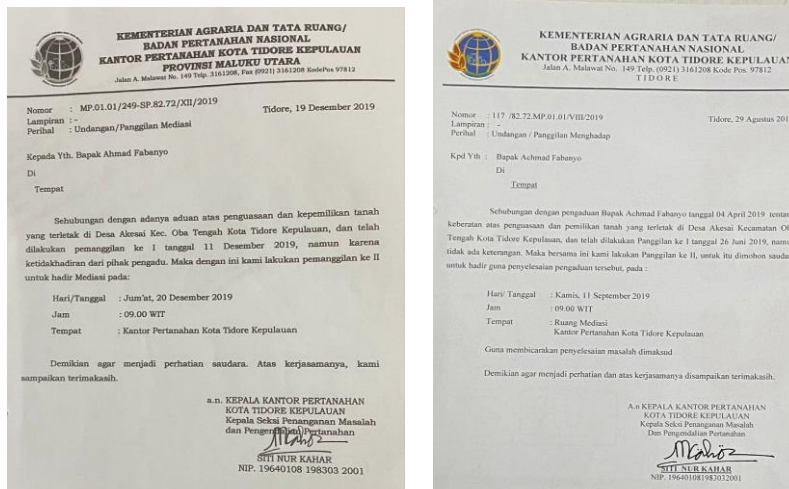 KEMENTERIAN AGRARIA DAN TATA RUANG/
BADAN PERTANAHAN NASIONAL
KANTOR PERTANAHAN KOTA TIDORE KEPULAUAN
PROVINSI MALUKU UTARA
Jalan A. Malawat No. 149 Telp. 3161208, Fax (0921) 3161208 KodePos 97812
Nomor : MP.01.01/249-SP.82.72/XII/2019
Tidore, 19 Desember 2019
Lampiran : -
Perihal : Undangan/Panggilan Mediasi
Kepada Yth. Bapak Ahmad Fabanyo
Di
Tempat
Sehubungan dengan adanya aduan atas penguasaan dan kepemilikan tanah
yang terletak di Desa Akesai Kec. Oba Tengah Kota Tidore Kepulauan, dan telah
dilakukan pemanggilan ke I tanggal 11 Desember 2019, namun karena
ketidakhadiran dari pihak pengadu. Maka dengan ini kami lakukan pemanggilan ke II
untuk hadir Mediasi pada:
Hari/Tanggal : Jum'at, 20 Desember 2019
Jam : 09.00 WIT
Tempat : Kantor Pertanahan Kota Tidore Kepulauan
Demikian agar menjadi perhatian saudara. Atas kerjasamanya, kami
sampaikan terimakasih.
a.n. KEPALA KANTOR PERTANAHAN
KOTA TIDORE KEPULAUAN
Kepala Seksi Penanganan Masalah
dan Pengendalian Pertanahan
SITI NUR KAHAR
NIP. 19640108 198303 2001
KEMENTERIAN AGRARIA DAN TATA RUANG/
BADAN PERTANAHAN NASIONAL
KANTOR PERTANAHAN KOTA TIDORE KEPULAUAN
Jalan A. Malawat No. 149 Telp. (0921) 3161208 Kode Pos. 97812
T I D O R E
Nomor : 117 /82.72.MP.01.01/VIII/2019
Tidore, 29 Agustus 201
Lampiran : -
Perihal : Undangan / Panggilan Menghadap
Kpd Yth : Bapak Achmad Fabanyo
Di
Tempat
Sehubungan dengan pengaduan Bapak Achmad Fabanyo tanggal 04 April 2019 tentan
keberatan atas penguasaan dan pemilikan tanah yang terletak di Desa Akesai Kecamatan Ob
Tengah Kota Tidore Kepulauan, dan telah dilakukan Panggilan ke I tanggal 26 Juni 2019, namu
tidak ada keterangan. Maka bersama ini kami lakukan Panggilan ke II, untuk itu dimohon sauda
untuk hadir guna penyelesaian pengaduan tersebut, pada :
Hari/ Tanggal : Kamis, 11 September 2019
Jam : 09.00 WIT
Tempat : Ruang Mediasi
Kantor Pertanahan Kota Tidore Kepulauan
Guna membicarakan penyelesaian masalah dimaksud
Demikian agar menjadi perhatian dan atas kerjasamanya disampaikan terimakasih.
A.n KEPALA KANTOR PERTANAHAN
KOTA TIDORE KEPULAUAN
Kepala Seksi Penanganan Masalah
Dan Pengendalian Pertanahan
SITI NUR KAHAR
NIP. 196401081983032001